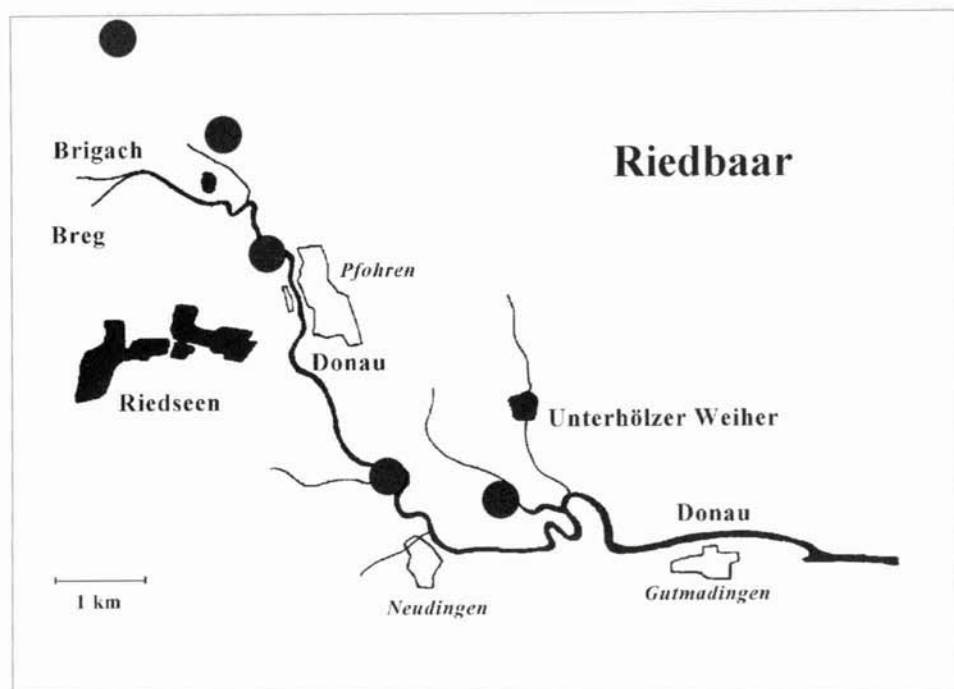 Brigach
Riedbaar
Breg
Pfohren
Donau
Riedseen
Unterhölzer Weiher
Donau
1 km
Neudingen
Gutmadingen